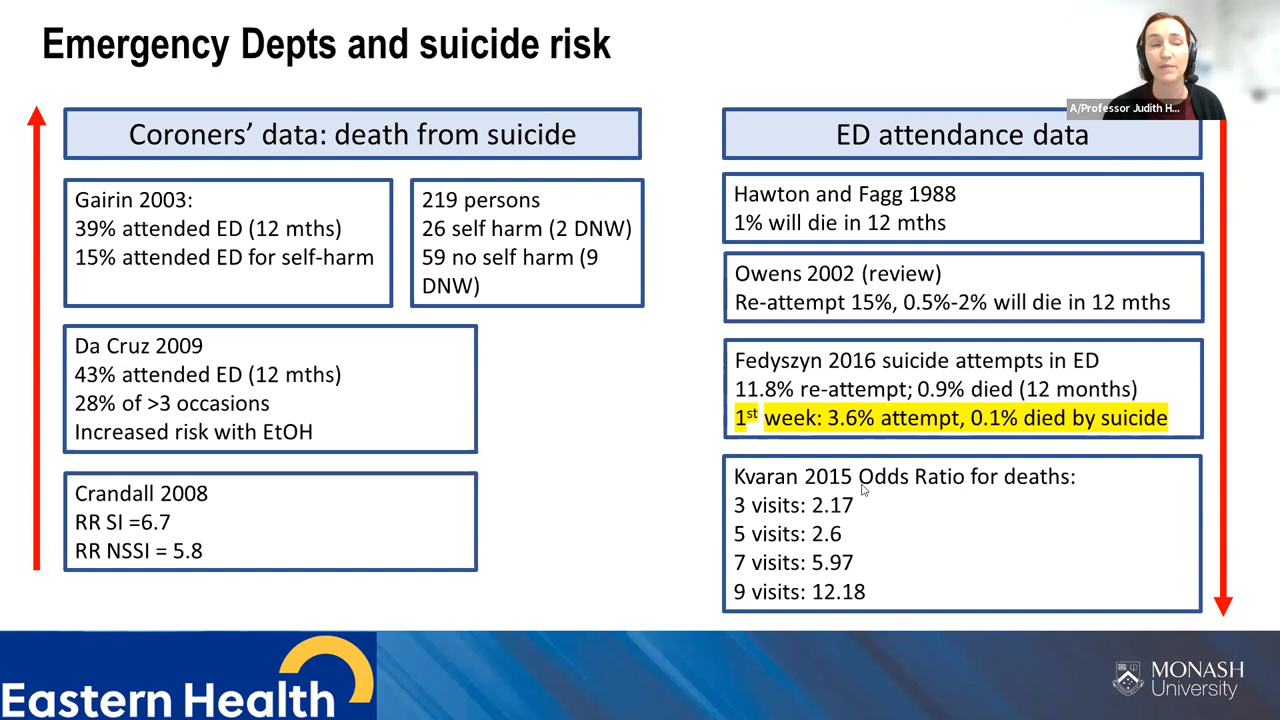 Emergency Depts and suicide risk
A/Professor Judith H...
Coroners' data: death from suicide
Gairin 2003:
39% attended ED (12 mths)
15% attended ED for self-harm
219 persons
26 self harm (2 DNW)
59 no self harm (9
DNW)
Da Cruz 2009
43% attended ED (12 mths)
28% of >3 occasions
Increased risk with EtOH
Crandall 2008
RR SI =6.7
RR NSSI = 5.8
ED attendance data
Hawton and Fagg 1988
1% will die in 12 mths
Owens 2002 (review)
Re-attempt 15%, 0.5%-2% will die in 12 mths
Fedyszyn 2016 suicide attempts in ED
11.8% re-attempt; 0.9% died (12 months)
1st week: 3.6% attempt, 0.1% died by suicide
Kvaran 2015 Odds Ratio for deaths:
3 visits: 2.17
5 visits: 2.6
7 visits: 5.97
9 visits: 12.18
Eastern Health
MONASH
University